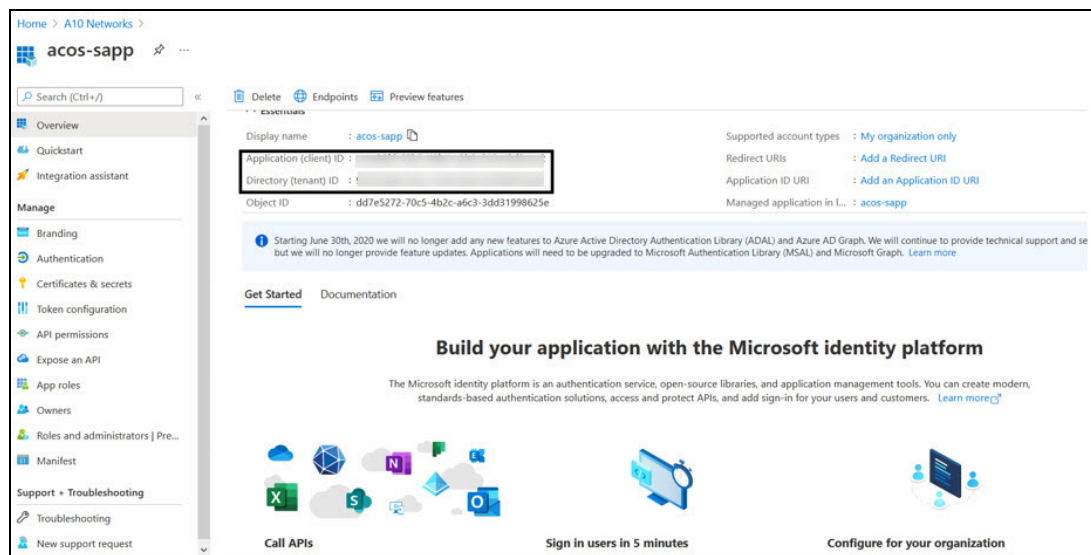 Home > A10 Networks >
acos-sapp
Search (Ctrl+/)
«
Overview
Quickstart
Integration assistant
Manage
Branding
Authentication
Certificates & secrets
Token configuration
API permissions
Expose an API
App roles
Owners
Roles and administrators | Pre...
Manifest
Support + Troubleshooting
Troubleshooting
New support request
Delete Endpoints Preview features
Essentials
Display name : acos-sapp
Application (client) ID :
Directory (tenant) ID :
Object ID : dd7e5272-70c5-4b2c-a6c3-3dd31998625e
Supported account types : My organization only
Redirect URIs : Add a Redirect URI
Application ID URI : Add an Application ID URI
Managed application in l... : acos-sapp
Starting June 30th, 2020 we will no longer add any new features to Azure Active Directory Authentication Library (ADAL) and Azure AD Graph. We will continue to provide technical support and se
but we will no longer provide feature updates. Applications will need to be upgraded to Microsoft Authentication Library (MSAL) and Microsoft Graph. Learn more
Get Started Documentation
Build your application with the Microsoft identity platform
The Microsoft identity platform is an authentication service, open-source libraries, and application management tools. You can create modern,
standards-based authentication solutions, access and protect APIs, and add sign-in for your users and customers. Learn more
Call APIs
Sign in users in 5 minutes
Configure for your organization